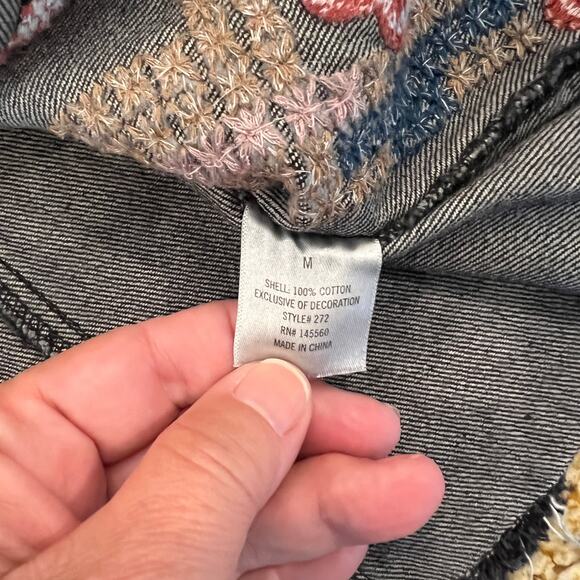 M
SHELL: 100% COTTON
EXCLUSIVE OF DECORATION
STYLE# 272
RN# 145560
MADE IN CHINA